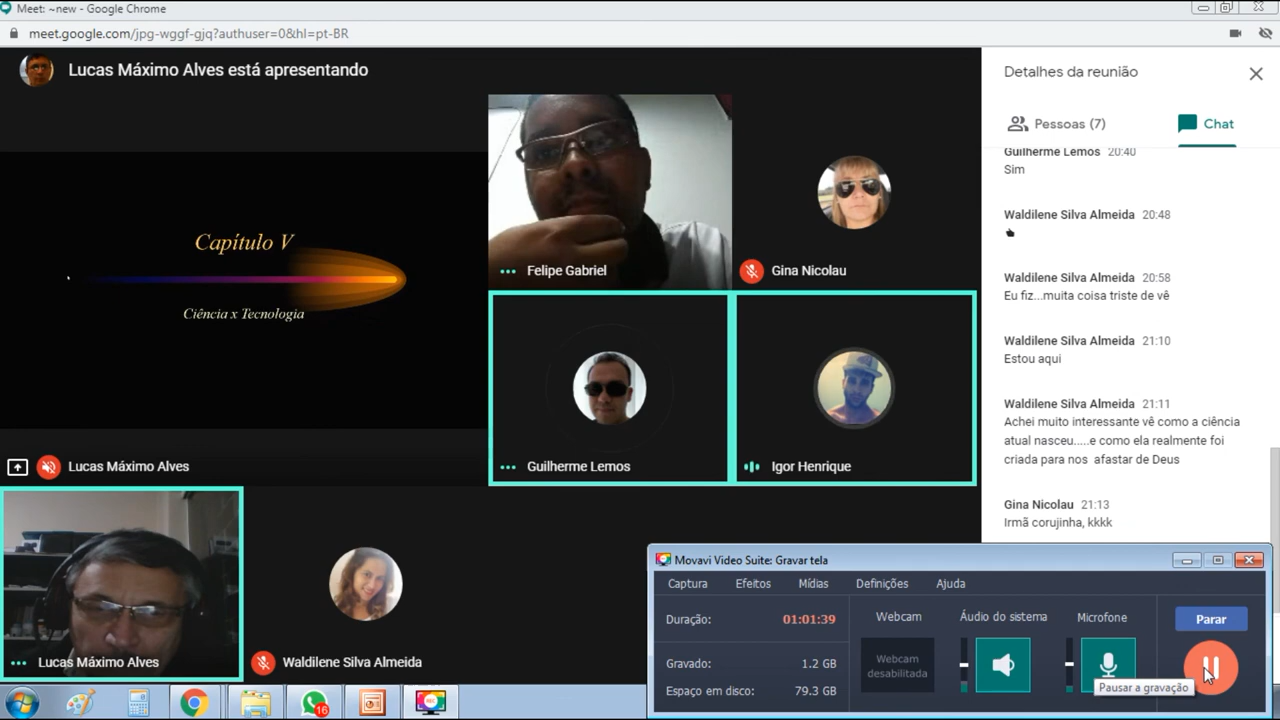 Meet: ~new - Google Chrome
meet.google.com/jpg-wggf-gjq?authuser=0&hl=pt-BR
Lucas Máximo Alves está apresentando
Capítulo V
Ciência x Tecnologia
Lucas Máximo Alves
Felipe Gabriel
Gina Nicolau
Guilherme Lemos
Igor Henrique
Lucas Máximo Alves
Waldilene Silva Almeida
Detalhes da reunião
Pessoas (7)
Chat
Guilherme Lemos 20:40
Sim
Waldilene Silva Almeida 20:48
Waldilene Silva Almeida 20:58
Eu fiz...muita coisa triste de vê
Waldilene Silva Almeida 21:10
Estou aqui
Waldilene Silva Almeida 21:11
Achei muito interessante vê como a ciência
atual nasceu.....e como ela realmente foi
criada para nos afastar de Deus
Gina Nicolau 21:13
Irmã corujinha, kkkk
Movavi Video Suite: Gravar tela
Captura Efeitos Mídias Definições Ajuda
Duração: 01:01:39
Gravado: 1.2 GB
Espaço em disco: 79.3 GB
Webcam
Webcam
desabilitada
Áudio do sistema
Microfone
Parar
Pausar a gravação
REC
16